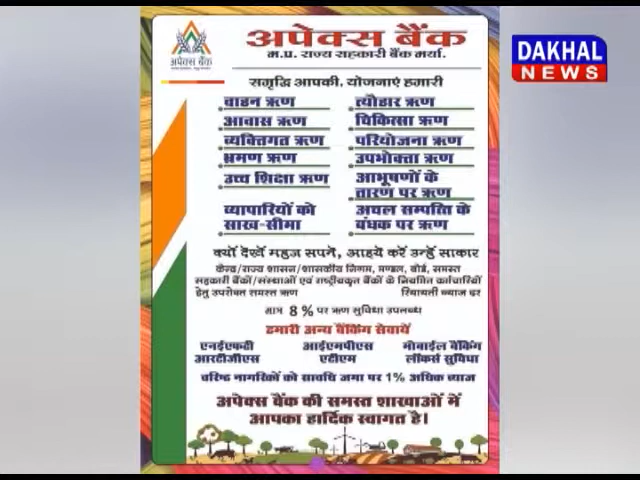 अपेक्स बैंक
अपेक्स बैंक
म.प्र. राज्य सहकारी बैंक मर्या.
DAKHAL
NEWS
समृद्धि आपकी, योजनाएं हमारी
वाहन ऋण
त्यौहार ऋण
आवास ऋण
चिकित्सा ऋण
व्यक्तिगत ऋण
परियोजना ऋण
भ्रमण ऋण
उपभोक्ता ऋण
उच्च शिक्षा ऋण
आभूषणों के
तारण पर ऋण
व्यापारियों को
साख-सीमा
अचल सम्पत्ति के
बंधक पर ऋण
क्यों देखें महज सपने, आइये करें उन्हें साकार
केन्द्र/राज्य शासन/शासकीय निगम, मण्डल, बोर्ड, समस्त
सहकारी बैंकों/संस्थाओं एवं राष्ट्रीयकृत बैंकों के नियमित कर्मचारियों
हेतु उपरोक्त समस्त ऋण रियायती ब्याज दर
मात्र 8% पर ऋण सुविधा उपलब्ध
हमारी अन्य बैंकिंग सेवायें
एनईएफटी आईएमपीएस मोबाईल बैंकिंग
आरटीजीएस एटीएम लॉकर्स सुविधा
वरिष्ठ नागरिकों को सावधि जमा पर 1% अधिक ब्याज
अपेक्स बैंक की समस्त शाखाओं में
आपका हार्दिक स्वागत है।